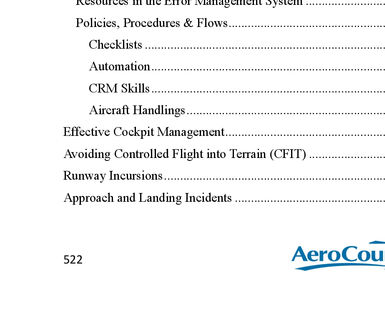 Resources in the Error Management System ........................
Policies, Procedures & Flows................................................
Checklists ..........................................................................
Automation........................................................................
CRM Skills........................................................................
Aircraft Handlings.............................................................
Effective Cockpit Management..................................................
Avoiding Controlled Flight into Terrain (CFIT) ........................
Runway Incursions.....................................................................
Approach and Landing Incidents ...............................................
522
AeroCou